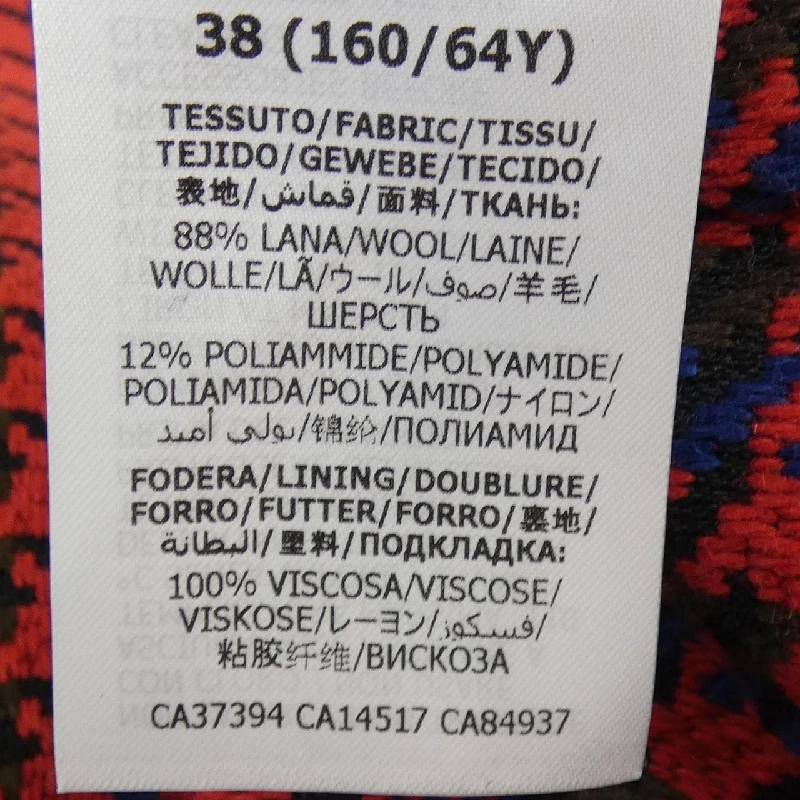 38 (160/64Y)
TESSUTO/FABRIC/TISSU/
TEJIDO/GEWEBE/TECIDO/
表地/قماش/面料/ТКАНЬ:
88% LANA/WOOL/LAINE/
WOLLE/LÃ/ウール/صوف/羊毛/
ШЕРСТЬ
12% POLIAMMIDE/POLYAMIDE/
POLIAMIDA/POLYAMID/ナイロン/
بولي أميد/锦纶/ПОЛИАМИД
FODERA/LINING/DOUBLURE/
FORRO/FUTTER/FORRO/裏地/
البطانة/里料/ПОДКЛАДКА:
100% VISCOSA/VISCOSE/
VISKOSE/レーヨン/فسكوز/
粘胶纤维/ВИСКОЗА
CA37394 CA14517 CA84937